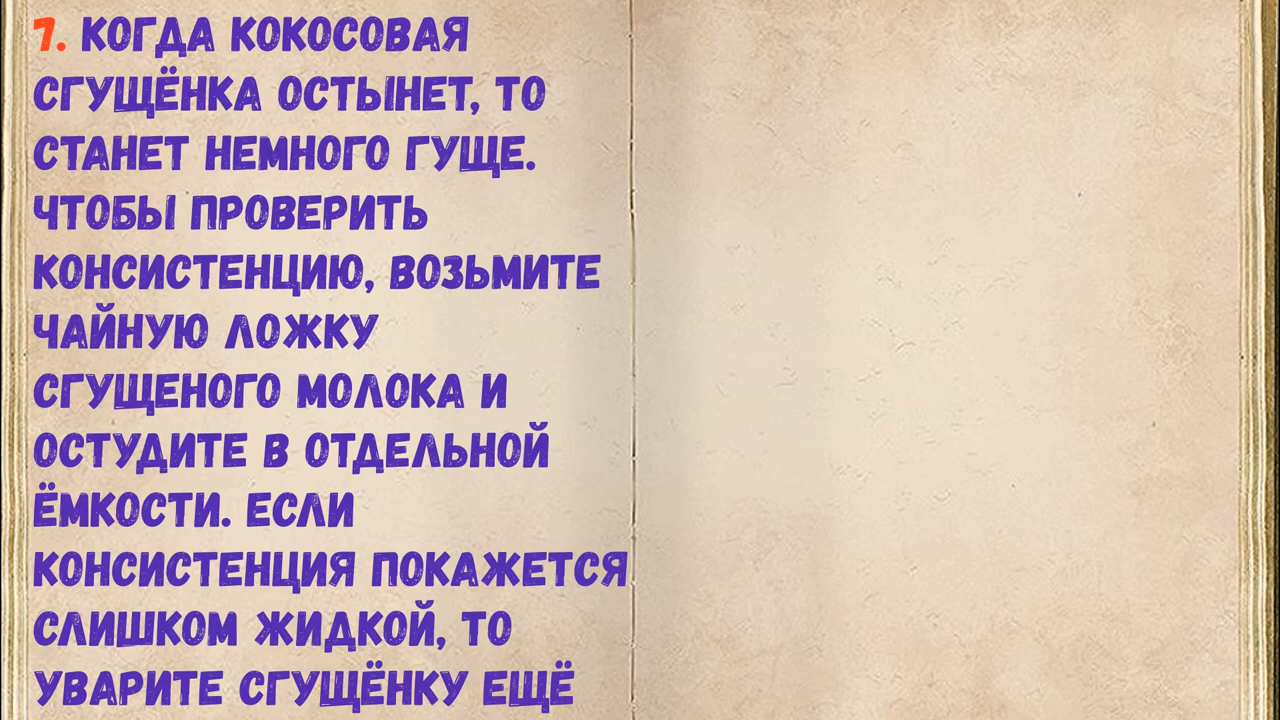 7. КОГДА КОКОСОВАЯ
СГУЩЁНКА ОСТЫНЕТ, ТО
СТАНЕТ НЕМНОГО ГУЩЕ.
ЧТОБЫ ПРОВЕРИТЬ
КОНСИСТЕНЦИЮ, ВОЗЬМИТЕ
ЧАЙНУЮ ЛОЖКУ
СГУЩЕНОГО МОЛОКА И
ОСТУДИТЕ В ОТДЕЛЬНОЙ
ЁМКОСТИ. ЕСЛИ
КОНСИСТЕНЦИЯ ПОКАЖЕТСЯ
СЛИШКОМ ЖИДКОЙ, ТО
УВАРИТЕ СГУЩЁНКУ ЕЩЁ